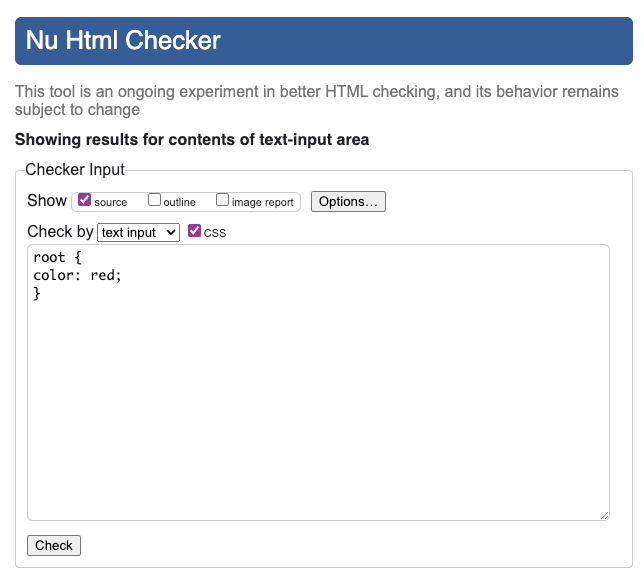 Nu Html Checker
This tool is an ongoing experiment in better HTML checking, and its behavior remains
subject to change
Showing results for contents of text-input area
Checker Input
Show source outline image report Options...
Check by text input css
root {
color: red;
}
Check